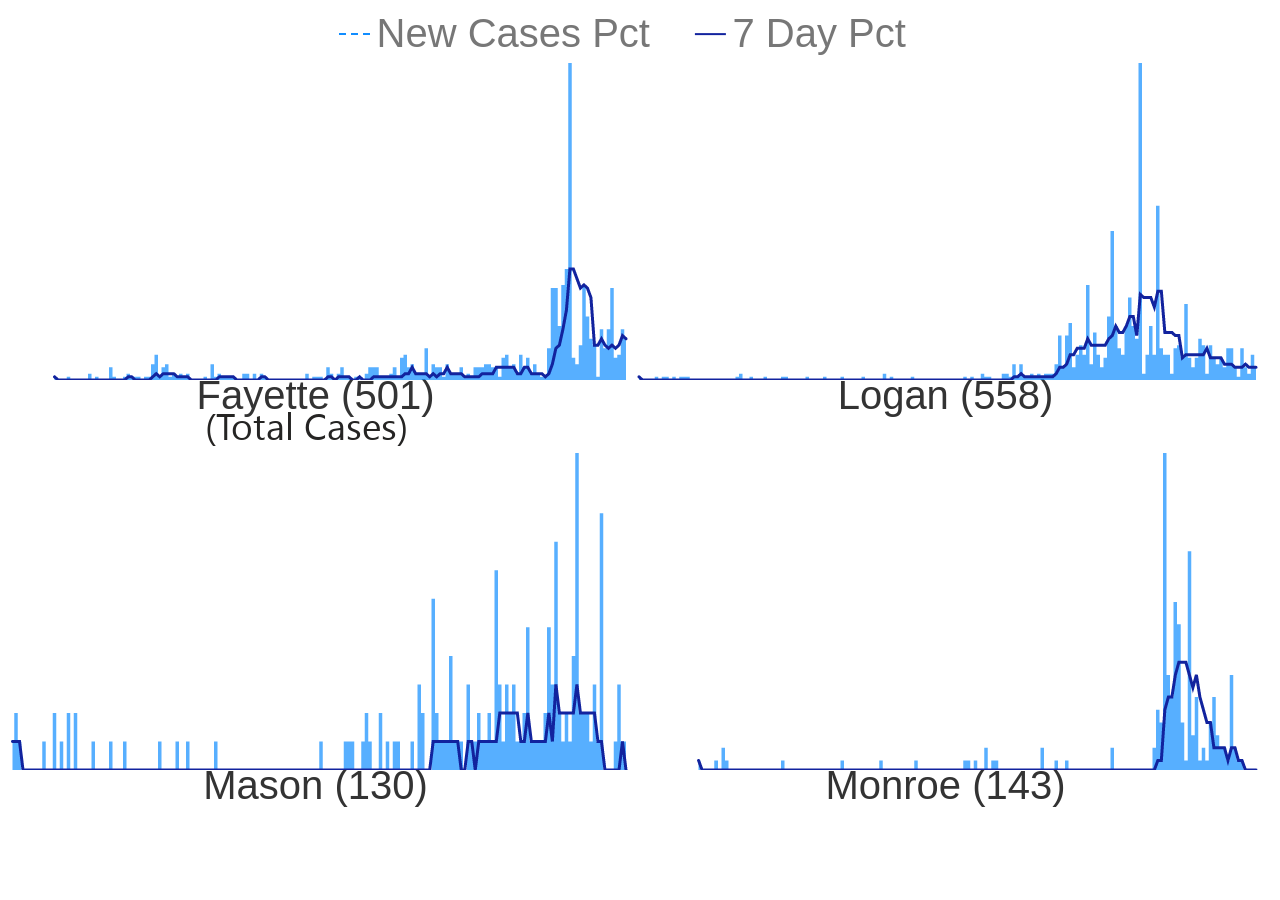 New Cases Pct 7 Day Pct
Fayette (501) Logan (558)
(Total Cases)
Mason (130) Monroe (143)